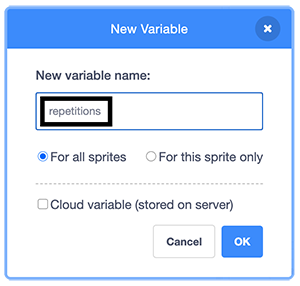 New Variable
New variable name:
repetitions
For all sprites For this sprite only
Cloud variable (stored on server)
Cancel OK